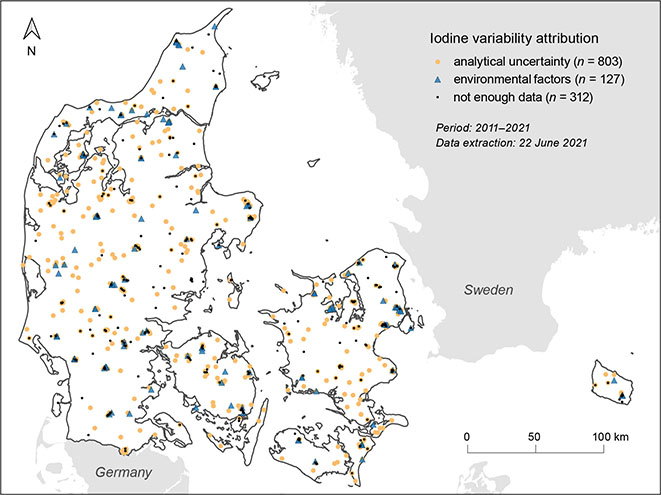 N
Iodine variability attribution
analytical uncertainty (n = 803)
environmental factors (n = 127)
not enough data (n = 312)
Period: 2011–2021
Data extraction: 22 June 2021
Sweden
Germany
0 50 100 km